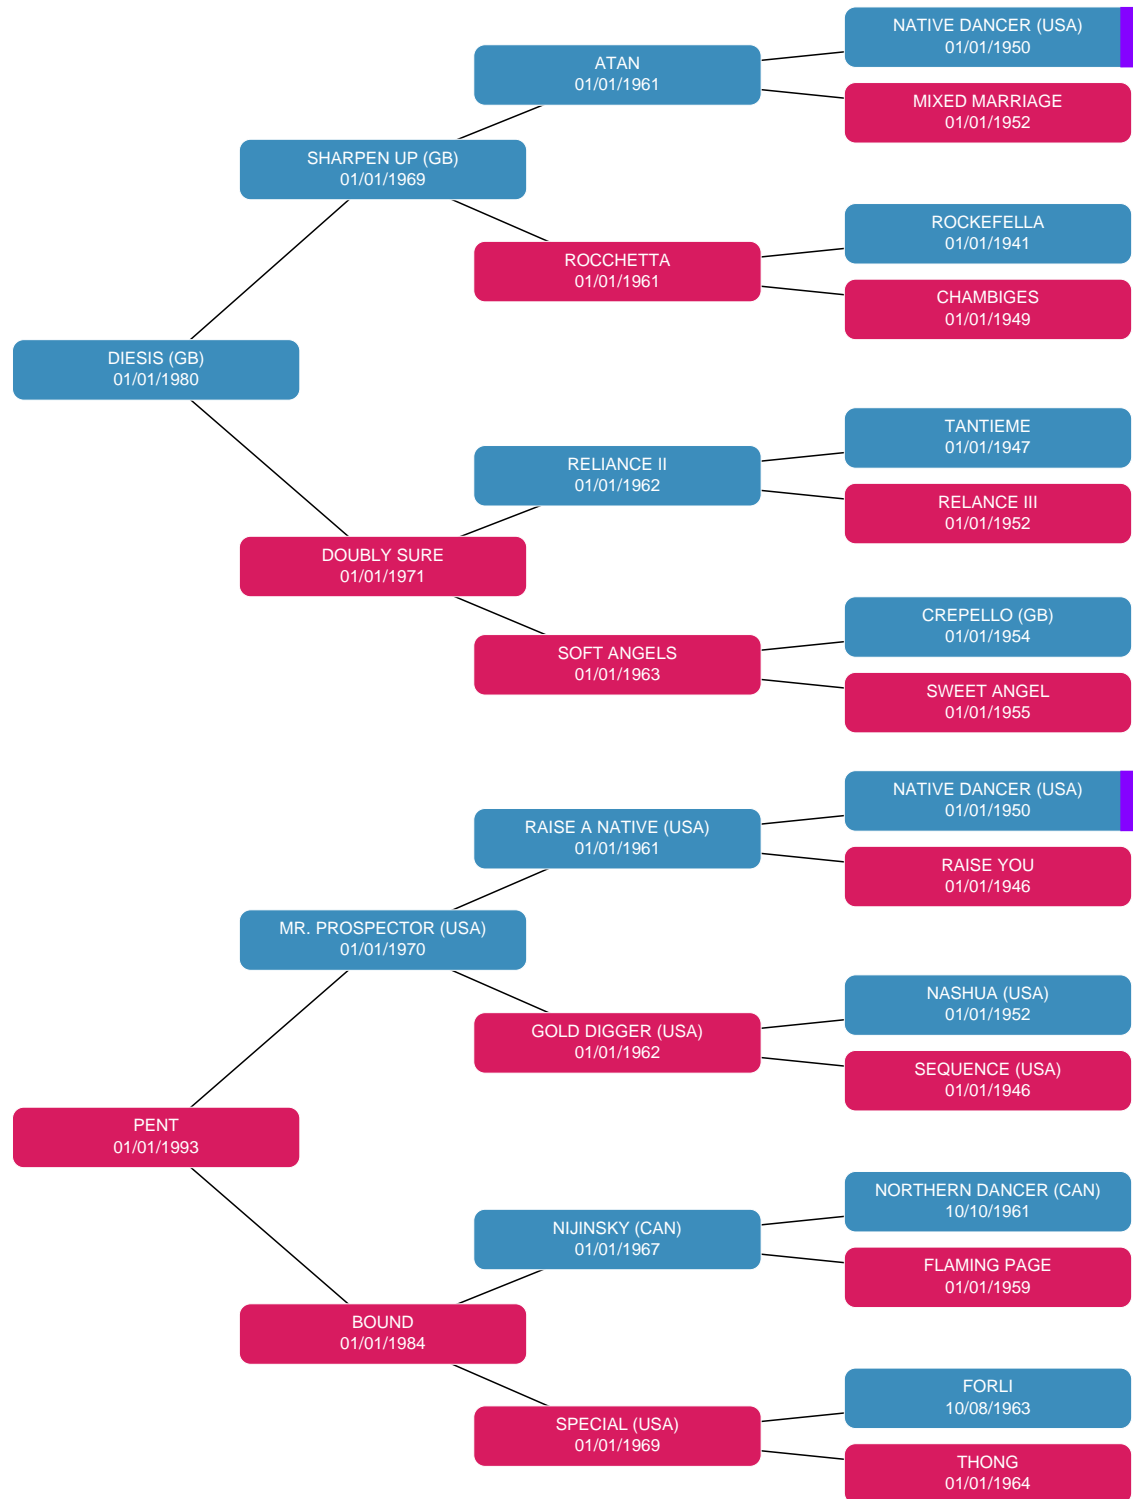 NATIVE DANCER (USA)
01/01/1950
ATAN
01/01/1961
MIXED MARRIAGE
01/01/1952
SHARPEN UP (GB)
01/01/1969
ROCKEFELLA
01/01/1941
ROCCHETTA
01/01/1961
CHAMBIGES
01/01/1949
DIESIS (GB)
01/01/1980
TANTIEME
01/01/1947
RELIANCE II
01/01/1962
RELANCE III
01/01/1952
DOUBLY SURE
01/01/1971
CREPELLO (GB)
01/01/1954
SOFT ANGELS
01/01/1963
SWEET ANGEL
01/01/1955
NATIVE DANCER (USA)
01/01/1950
RAISE A NATIVE (USA)
01/01/1961
RAISE YOU
01/01/1946
MR. PROSPECTOR (USA)
01/01/1970
NASHUA (USA)
01/01/1952
GOLD DIGGER (USA)
01/01/1962
SEQUENCE (USA)
01/01/1946
PENT
01/01/1993
NORTHERN DANCER (CAN)
10/10/1961
NIJINSKY (CAN)
01/01/1967
FLAMING PAGE
01/01/1959
BOUND
01/01/1984
FORLI
10/08/1963
SPECIAL (USA)
01/01/1969
THONG
01/01/1964